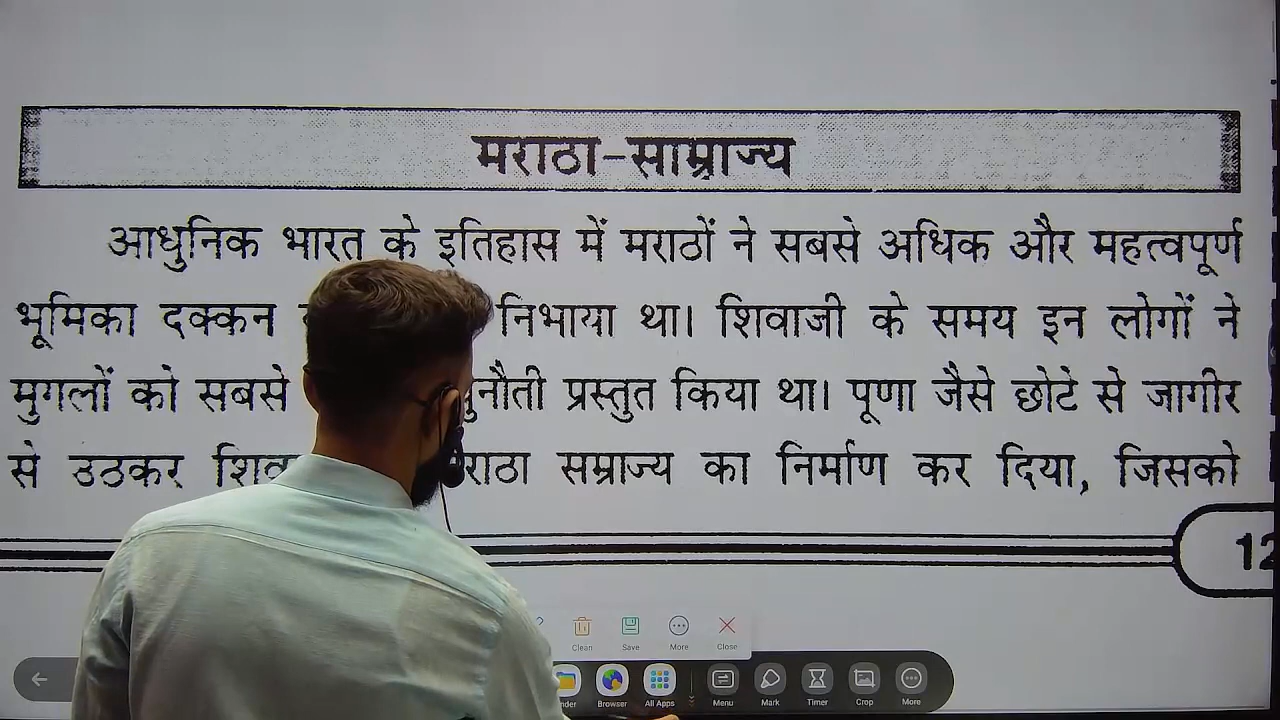 मराठा-साम्राज्य
आधुनिक भारत के इतिहास में मराठों ने सबसे अधिक और महत्वपूर्ण
भूमिका दक्कन निभाया था। शिवाजी के समय इन लोगों ने
मुगलों को सबसे प्रस्तुत किया था। पूणा जैसे छोटे से जागीर
से उठकर सम्राज्य का निर्माण कर दिया, जिसको
Clean Save More Close
Browser All Apps Menu Mark Timer Crop More